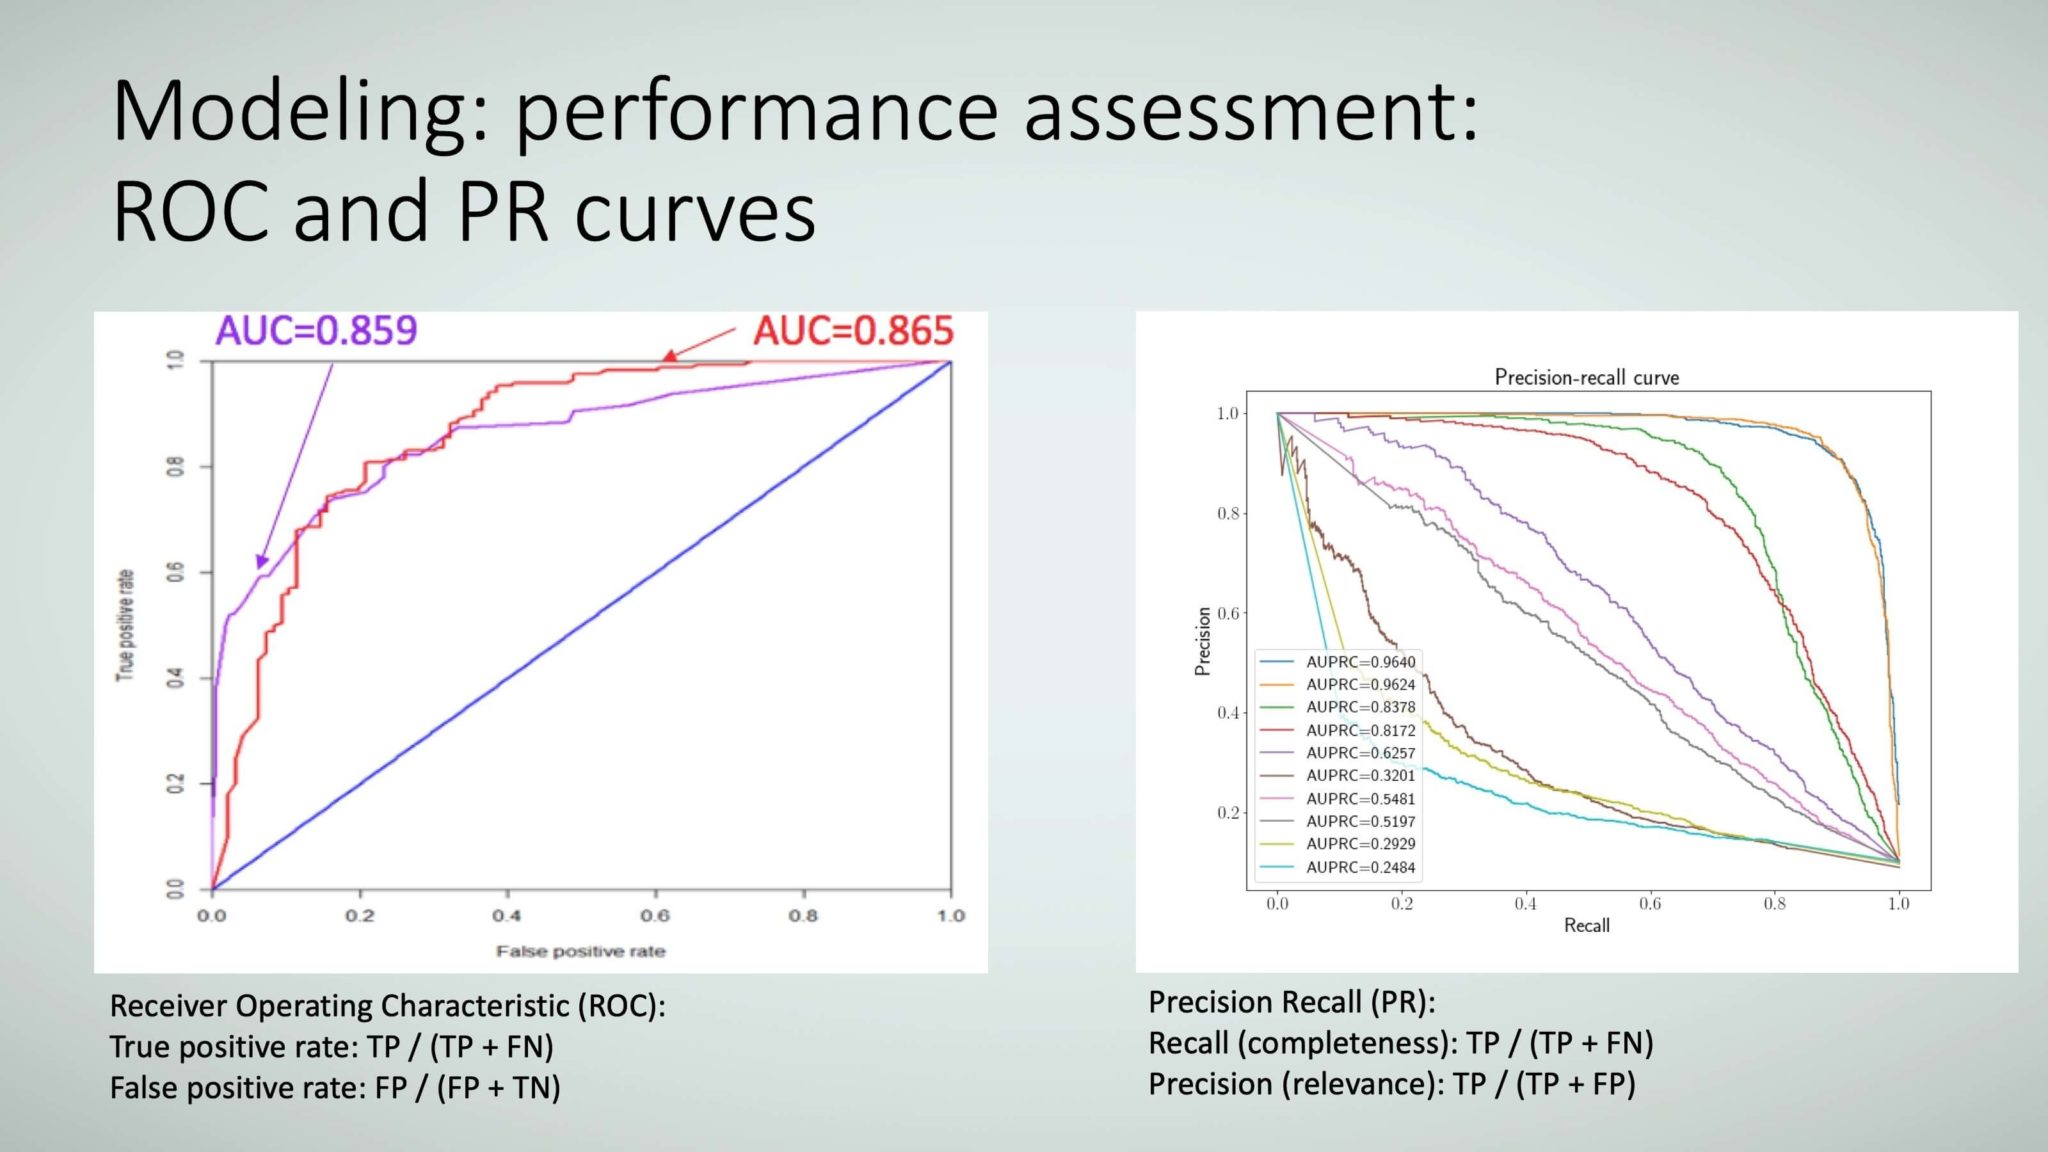 Modeling: performance assessment:
ROC and PR curves
AUC=0.859
AUC=0.865
True positive rate
1.0
0.8
0.6
0.4
0.2
0.0
0.0 0.2 0.4 0.6 0.8 1.0
False positive rate
Receiver Operating Characteristic (ROC):
True positive rate: TP / (TP + FN)
False positive rate: FP / (FP + TN)
Precision-recall curve
Precision
1.0
0.8
0.6
0.4
0.2
AUPRC=0.9640
AUPRC=0.9624
AUPRC=0.8378
AUPRC=0.8172
AUPRC=0.6257
AUPRC=0.3201
AUPRC=0.5481
AUPRC=0.5197
AUPRC=0.2929
AUPRC=0.2484
0.0 0.2 0.4 0.6 0.8 1.0
Recall
Precision Recall (PR):
Recall (completeness): TP / (TP + FN)
Precision (relevance): TP / (TP + FP)